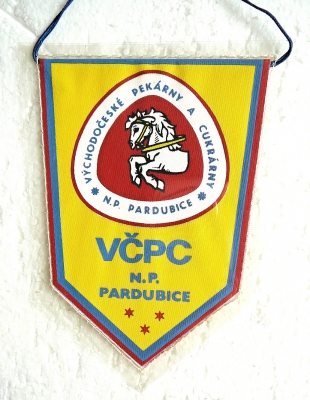 VÝCHODOČESKÉ PEKÁRNY A CUKRÁRNY
N.P. PARDUBICE
VČPC
N.P.
PARDUBICE